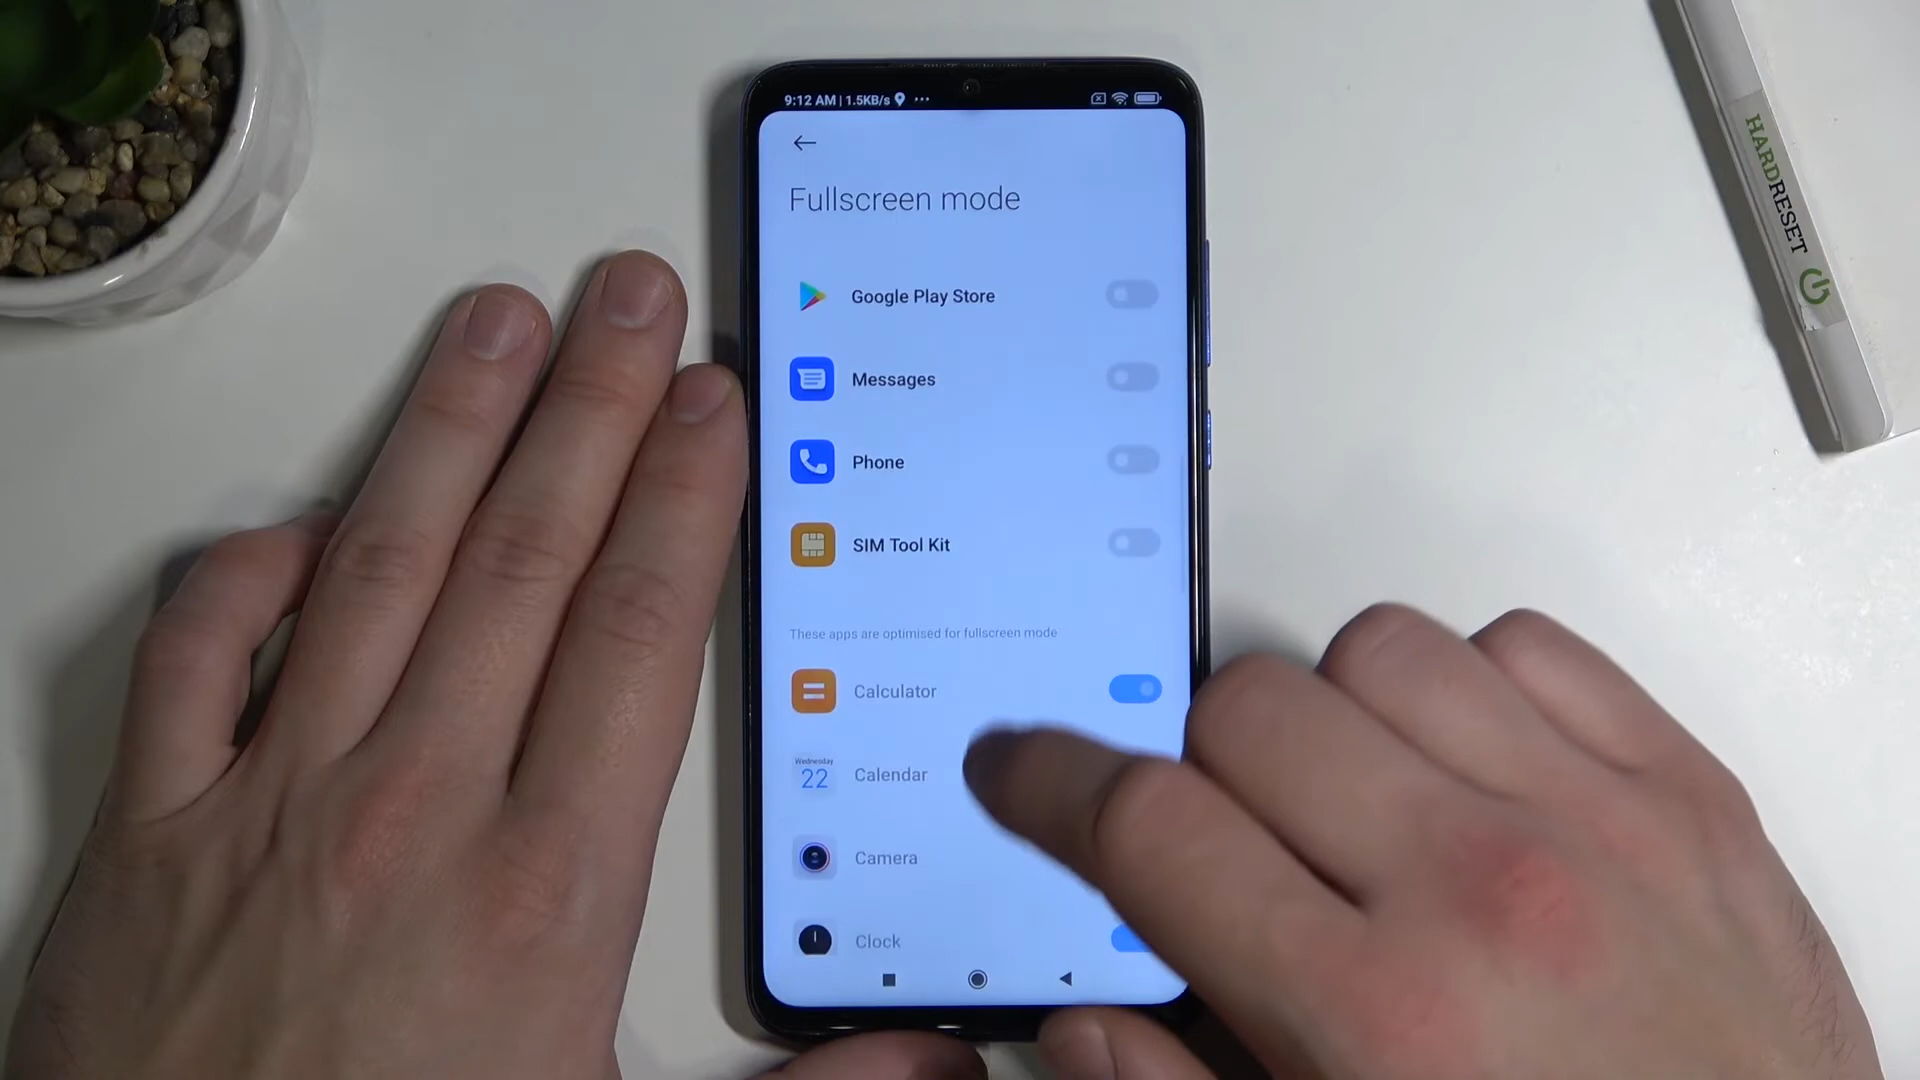 9:12 AM | 1.5KB/s
Fullscreen mode
Google Play Store
Messages
Phone
SIM Tool Kit
These apps are optimised for fullscreen mode
Calculator
Wednesday
22
Calendar
Camera
Clock
HARDRESET